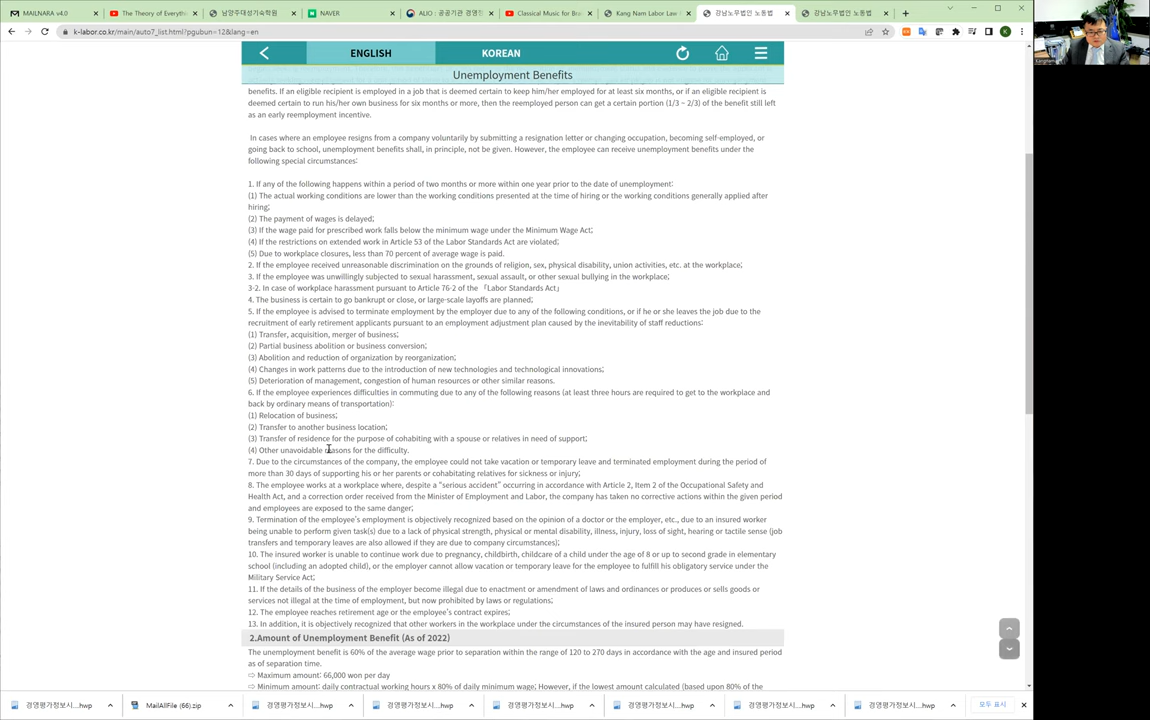 MAILNARA v4.0
The Theory of Everyth
남양주대성기숙학원
NAVER
ALIO : 공공기관 경영정
Classical Music for Bra
Kang Nam Labor Law
강남노무법인 노동법
강남노무법인 노동법
k-labor.co.kr/main/auto7_list.html?pgubun=12&lang=en
ENGLISH
KOREAN
Unemployment Benefits
benefits. If an eligible recipient is employed in a job that is deemed certain to keep him/her employed for at least six months, or if an eligible recipient is
deemed certain to run his/her own business for six months or more, then the reemployed person can get a certain portion (1/3 ~ 2/3) of the benefit still left
as an early reemployment incentive.
In cases where an employee resigns from a company voluntarily by submitting a resignation letter or changing occupation, becoming self-employed, or
going back to school, unemployment benefits shall, in principle, not be given. However, the employee can receive unemployment benefits under the
following special circumstances:
1. If any of the following happens within a period of two months or more within one year prior to the date of unemployment:
(1) The actual working conditions are lower than the working conditions presented at the time of hiring or the working conditions generally applied after
hiring;
(2) The payment of wages is delayed;
(3) If the wage paid for prescribed work falls below the minimum wage under the Minimum Wage Act;
(4) If the restrictions on extended work in Article 53 of the Labor Standards Act are violated;
(5) Due to workplace closures, less than 70 percent of average wage is paid.
2. If the employee received unreasonable discrimination on the grounds of religion, sex, physical disability, union activities, etc. at the workplace;
3. If the employee was unwillingly subjected to sexual harassment, sexual assault, or other sexual bullying in the workplace;
3-2. In case of workplace harassment pursuant to Article 76-2 of the 「Labor Standards Act」
4. The business is certain to go bankrupt or close, or large-scale layoffs are planned;
5. If the employee is advised to terminate employment by the employer due to any of the following conditions, or if he or she leaves the job due to the
recruitment of early retirement applicants pursuant to an employment adjustment plan caused by the inevitability of staff reductions:
(1) Transfer, acquisition, merger of business;
(2) Partial business abolition or business conversion;
(3) Abolition and reduction of organization by reorganization;
(4) Changes in work patterns due to the introduction of new technologies and technological innovations;
(5) Deterioration of management, congestion of human resources or other similar reasons.
6. If the employee experiences difficulties in commuting due to any of the following reasons (at least three hours are required to get to the workplace and
back by ordinary means of transportation):
(1) Relocation of business;
(2) Transfer to another business location;
(3) Transfer of residence for the purpose of cohabiting with a spouse or relatives in need of support;
(4) Other unavoidable reasons for the difficulty.
7. Due to the circumstances of the company, the employee could not take vacation or temporary leave and terminated employment during the period of
more than 30 days of supporting his or her parents or cohabitating relatives for sickness or injury;
8. The employee works at a workplace where, despite a "serious accident" occurring in accordance with Article 2, Item 2 of the Occupational Safety and
Health Act, and a correction order received from the Minister of Employment and Labor, the company has taken no corrective actions within the given period
and employees are exposed to the same danger;
9. Termination of the employee's employment is objectively recognized based on the opinion of a doctor or the employer, etc., due to an insured worker
being unable to perform given task(s) due to a lack of physical strength, physical or mental disability, illness, injury, loss of sight, hearing or tactile sense (job
transfers and temporary leaves are also allowed if they are due to company circumstances);
10. The insured worker is unable to continue work due to pregnancy, childbirth, childcare of a child under the age of 8 or up to second grade in elementary
school (including an adopted child), or the employer cannot allow vacation or temporary leave for the employee to fulfill his obligatory service under the
Military Service Act;
11. If the details of the business of the employer become illegal due to enactment or amendment of laws and ordinances or produces or sells goods or
services not illegal at the time of employment, but now prohibited by laws or regulations;
12. The employee reaches retirement age or the employee's contract expires;
13. In addition, it is objectively recognized that other workers in the workplace under the circumstances of the insured person may have resigned.
2.Amount of Unemployment Benefit (As of 2022)
The unemployment benefit is 60% of the average wage prior to separation within the range of 120 to 270 days in accordance with the age and insured period
as of separation time.
⇨ Maximum amount: 66,000 won per day
⇨ Minimum amount: daily contractual working hours x 80% of daily minimum wage; However, if the lowest amount calculated (based upon 80% of the
경영평가정보시....hwp
MailAllFile (66).zip
경영평가정보시....hwp
경영평가정보시....hwp
경영평가정보시....hwp
경영평가정보시....hwp
경영평가정보시....hwp
경영평가정보시....hwp
모두 표시